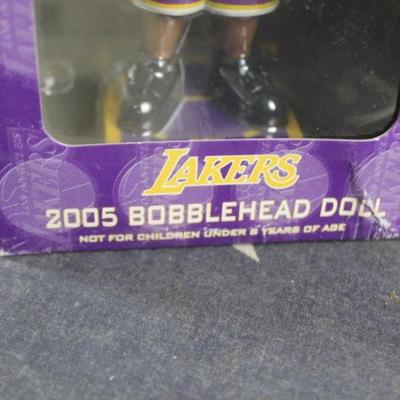 LAKERS
2005 BOBBLEHEAD DOLL
NOT FOR CHILDREN UNDER 5 YEARS OF AGE